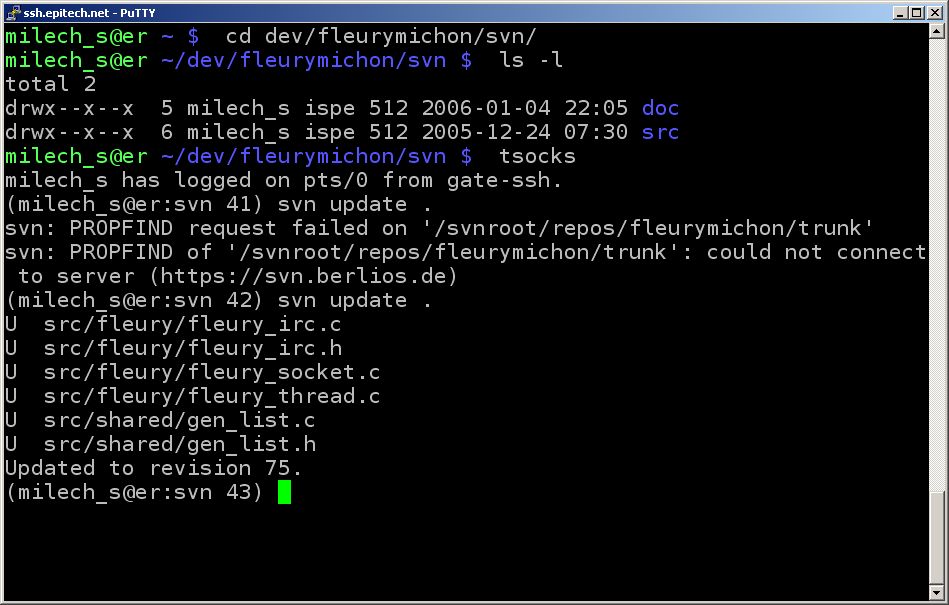 ssh.epitech.net - PuTTY
milech_s@er ~ $  cd dev/fleurymichon/svn/
milech_s@er ~/dev/fleurymichon/svn $  ls -l
total 2
drwx--x--x  5 milech_s ispe 512 2006-01-04 22:05 doc
drwx--x--x  6 milech_s ispe 512 2005-12-24 07:30 src
milech_s@er ~/dev/fleurymichon/svn $  tsocks
milech_s has logged on pts/0 from gate-ssh.
(milech_s@er:svn 41) svn update .
svn: PROPFIND request failed on '/svnroot/repos/fleurymichon/trunk'
svn: PROPFIND of '/svnroot/repos/fleurymichon/trunk': could not connect
 to server (https://svn.berlios.de)
(milech_s@er:svn 42) svn update .
U  src/fleury/fleury_irc.c
U  src/fleury/fleury_irc.h
U  src/fleury/fleury_socket.c
U  src/fleury/fleury_thread.c
U  src/shared/gen_list.c
U  src/shared/gen_list.h
Updated to revision 75.
(milech_s@er:svn 43)